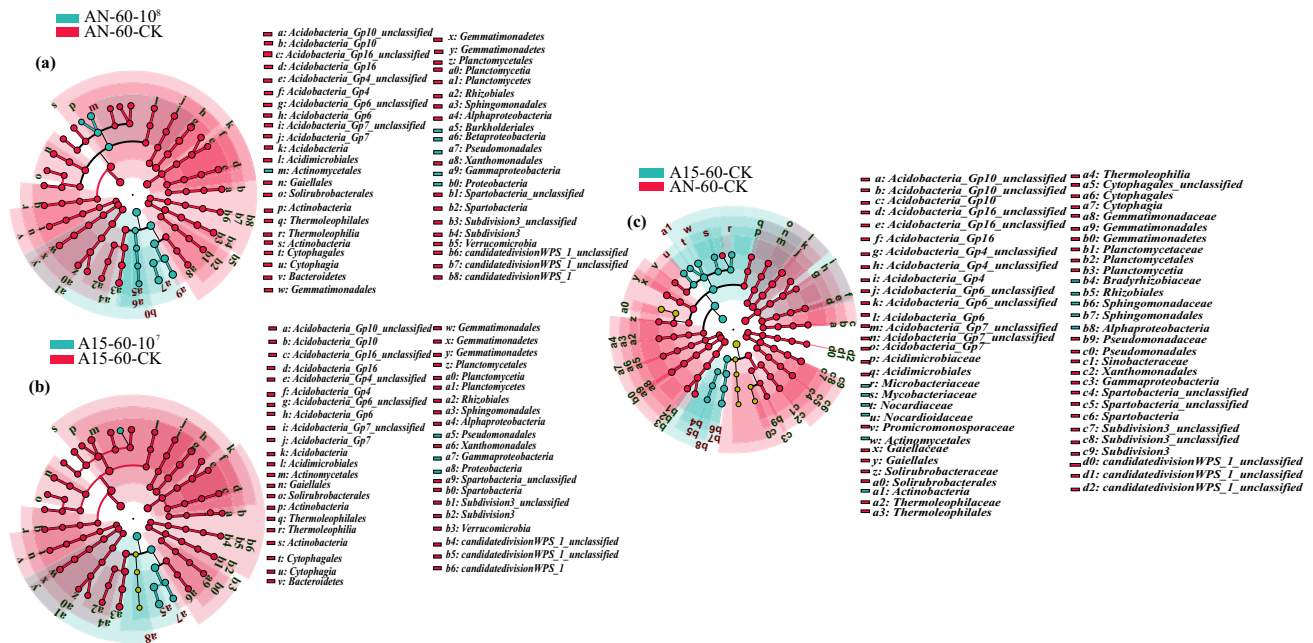 AN-60-10⁸
AN-60-CK
(a)
a: Acidobacteria_Gp10_unclassified
b: Acidobacteria_Gp10
c: Acidobacteria_Gp16_unclassified
d: Acidobacteria_Gp16
e: Acidobacteria_Gp4_unclassified
f: Acidobacteria_Gp4
g: Acidobacteria_Gp6_unclassified
h: Acidobacteria_Gp6
i: Acidobacteria_Gp7_unclassified
j: Acidobacteria_Gp7
k: Acidobacteria
l: Acidimicrobiales
m: Actinomycetales
n: Gaiellales
o: Solirubrobacterales
p: Actinobacteria
q: Thermoleophilales
r: Thermoleophilia
s: Actinobacteria
t: Cytophagales
u: Cytophagia
v: Bacteroidetes
w: Gemmatimonadales
x: Gemmatimonadetes
y: Gemmatimonadetes
z: Planctomycetales
a0: Planctomycetia
a1: Planctomycetes
a2: Rhizobiales
a3: Sphingomonadales
a4: Alphaproteobacteria
a5: Burkholderiales
a6: Betaproteobacteria
a7: Pseudomonadales
a8: Xanthomonadales
a9: Gammaproteobacteria
b0: Proteobacteria
b1: Spartobacteria_unclassified
b2: Spartobacteria
b3: Subdivision3_unclassified
b4: Subdivision3
b5: Verrucomicrobia
b6: candidatedivisionWPS_1_unclassified
b7: candidatedivisionWPS_1_unclassified
b8: candidatedivisionWPS_1
A15-60-10⁷
A15-60-CK
(b)
a: Acidobacteria_Gp10_unclassified
b: Acidobacteria_Gp10
c: Acidobacteria_Gp16_unclassified
d: Acidobacteria_Gp16
e: Acidobacteria_Gp4_unclassified
f: Acidobacteria_Gp4
g: Acidobacteria_Gp6_unclassified
h: Acidobacteria_Gp6
i: Acidobacteria_Gp7_unclassified
j: Acidobacteria_Gp7
k: Acidobacteria
l: Acidimicrobiales
m: Actinomycetales
n: Gaiellales
o: Solirubrobacterales
p: Actinobacteria
q: Thermoleophilales
r: Thermoleophilia
s: Actinobacteria
t: Cytophagales
u: Cytophagia
v: Bacteroidetes
w: Gemmatimonadales
x: Gemmatimonadetes
y: Gemmatimonadetes
z: Planctomycetales
a0: Planctomycetia
a1: Planctomycetes
a2: Rhizobiales
a3: Sphingomonadales
a4: Alphaproteobacteria
a5: Pseudomonadales
a6: Xanthomonadales
a7: Gammaproteobacteria
a8: Proteobacteria
a9: Spartobacteria_unclassified
b0: Spartobacteria
b1: Subdivision3_unclassified
b2: Subdivision3
b3: Verrucomicrobia
b4: candidatedivisionWPS_1_unclassified
b5: candidatedivisionWPS_1_unclassified
b6: candidatedivisionWPS_1
A15-60-CK
AN-60-CK
(c)
a: Acidobacteria_Gp10_unclassified
b: Acidobacteria_Gp10_unclassified
c: Acidobacteria_Gp10
d: Acidobacteria_Gp16_unclassified
e: Acidobacteria_Gp16_unclassified
f: Acidobacteria_Gp16
g: Acidobacteria_Gp4_unclassified
h: Acidobacteria_Gp4_unclassified
i: Acidobacteria_Gp4
j: Acidobacteria_Gp6_unclassified
k: Acidobacteria_Gp6_unclassified
l: Acidobacteria_Gp6
m: Acidobacteria_Gp7_unclassified
n: Acidobacteria_Gp7_unclassified
o: Acidobacteria_Gp7
p: Acidimicrobiaceae
q: Acidimicrobiales
r: Microbacteriaceae
s: Mycobacteriaceae
t: Nocardiaceae
u: Nocardioidaceae
v: Promicromonosporaceae
w: Actinomycetales
x: Gaiellaceae
y: Gaiellales
z: Solirubrobacteraceae
a0: Solirubrobacterales
a1: Actinobacteria
a2: Thermoleophilaceae
a3: Thermoleophilales
a4: Thermoleophilia
a5: Cytophagales_unclassified
a6: Cytophagales
a7: Cytophagia
a8: Gemmatimonadaceae
a9: Gemmatimonadales
b0: Gemmatimonadetes
b1: Planctomycetaceae
b2: Planctomycetales
b3: Planctomycetia
b4: Bradyrhizobiaceae
b5: Rhizobiales
b6: Sphingomonadaceae
b7: Sphingomonadales
b8: Alphaproteobacteria
b9: Pseudomonadaceae
c0: Pseudomonadales
c1: Sinobacteraceae
c2: Xanthomonadales
c3: Gammaproteobacteria
c4: Spartobacteria_unclassified
c5: Spartobacteria_unclassified
c6: Spartobacteria
c7: Subdivision3_unclassified
c8: Subdivision3_unclassified
c9: Subdivision3
d0: candidatedivisionWPS_1_unclassified
d1: candidatedivisionWPS_1_unclassified
d2: candidatedivisionWPS_1_unclassified